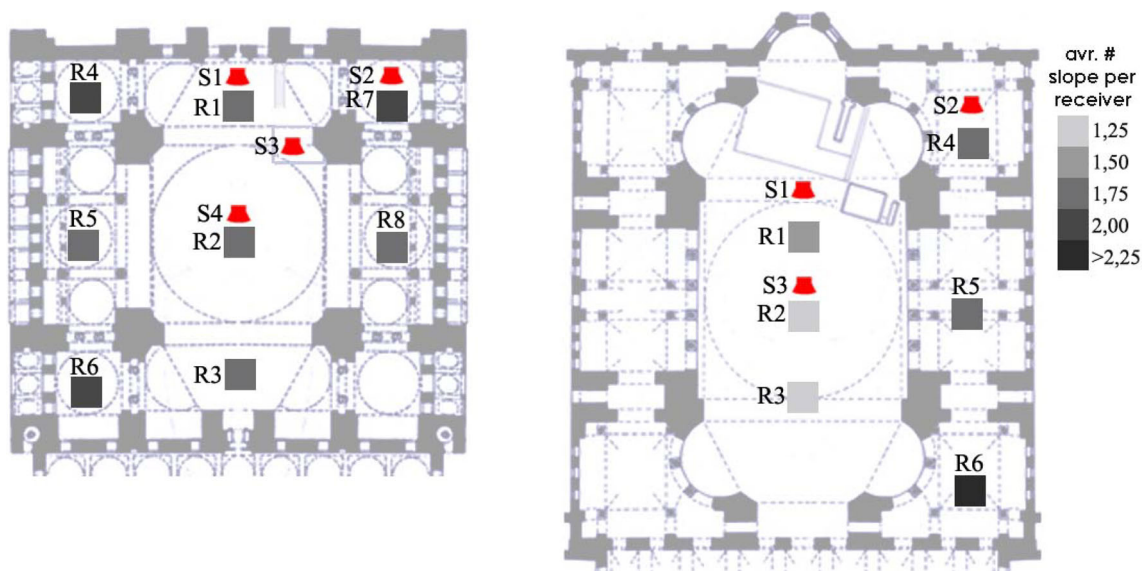 R4
S1
R1
S2
R7
S3
R5
S4
R2
R8
R6
R3
S2
R4
S1
R1
S3
R2
R5
R3
R6
avr. #
slope per
receiver
1,25
1,50
1,75
2,00
>2,25